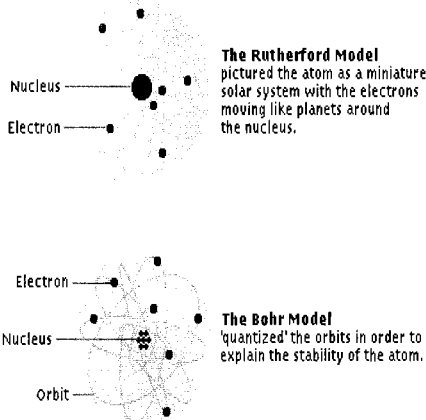 The Rutherford Model
pictured the atom as a miniature
solar system with the electrons
moving like planets around
the nucleus.
Nucleus
Electron
The Bohr Model
'quantized' the orbits in order to
explain the stability of the atom.
Electron
Nucleus
Orbit